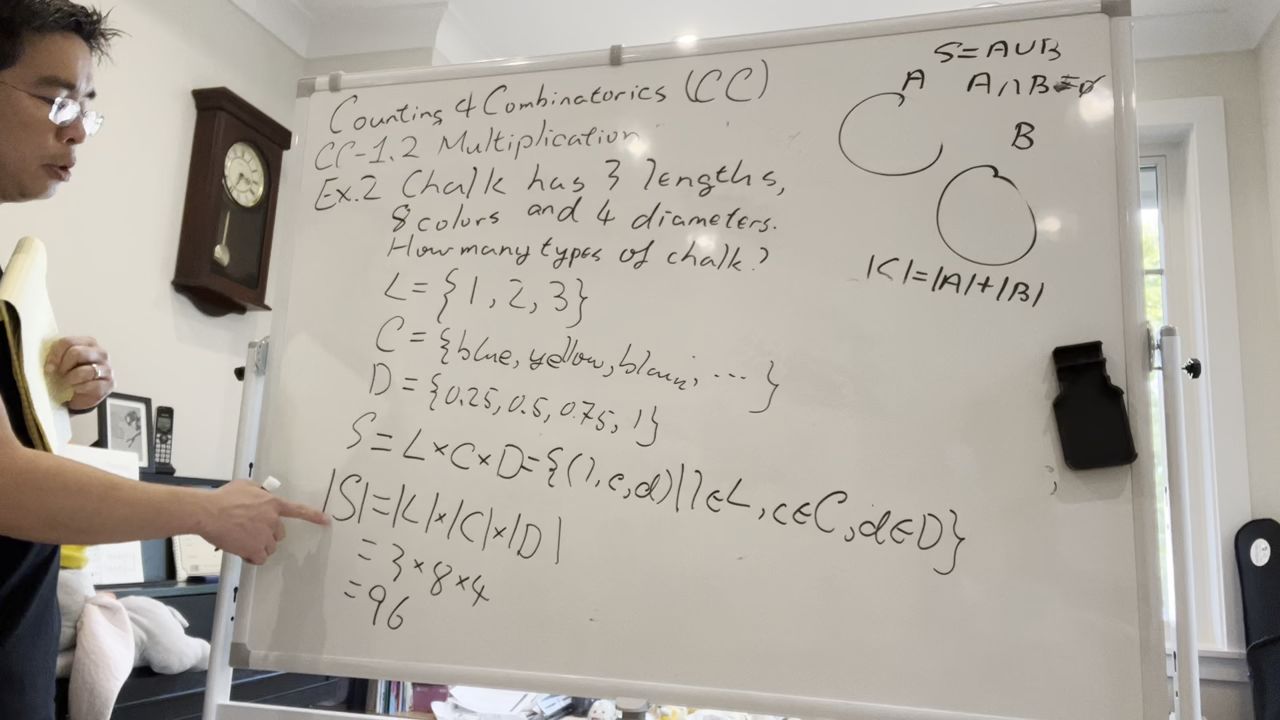 Counting & Combinatorics (CC)
CC-1.2 Multiplication
Ex.2 Chalk has 3 lengths,
8 colors and 4 diameters.
How many types of chalk?
L = {1, 2, 3}
C = {blue, yellow, ...}
D = {0.25, 0.5, 0.75, 1}
S = L × C × D = {(l, c, d) | l ∈ L, c ∈ C, d ∈ D}
|S| = |L| × |C| × |D|
= 3 × 8 × 4
= 96
S = A ∪ B
A A ∩ B = ∅
B
|S| = |A| + |B|